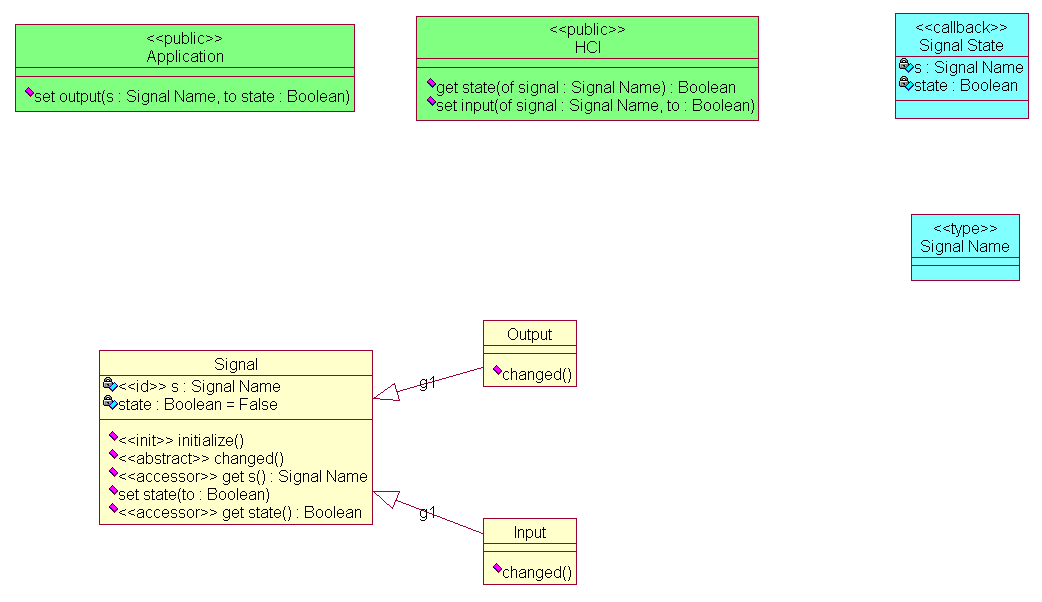 <<public>>
Application
set output(s : Signal Name, to state : Boolean)
<<public>>
HCI
get state(of signal : Signal Name) : Boolean
set input(of signal : Signal Name, to : Boolean)
<<callback>>
Signal State
s : Signal Name
state : Boolean
<<type>>
Signal Name
Signal
<<id>> s : Signal Name
state : Boolean = False
<<init>> initialize()
<<abstract>> changed()
<<accessor>> get s() : Signal Name
set state(to : Boolean)
<<accessor>> get state() : Boolean
g1
Output
changed()
g1
Input
changed()